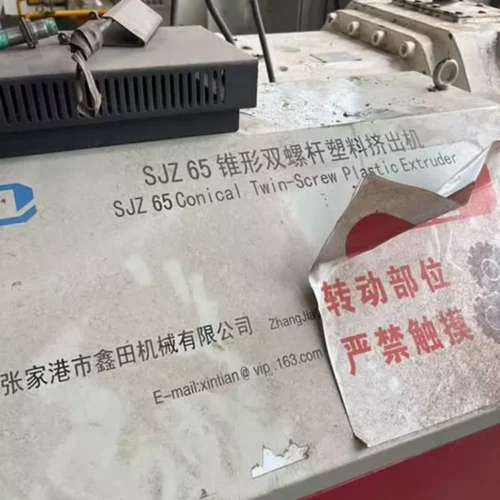 SJZ 65 锥形双螺杆塑料挤出机
SJZ 65 Conical Twin-Screw Plastic Extruder
转动部位
严禁触摸
张家港市鑫田机械有限公司
E-mail:xintian@vip.163.com